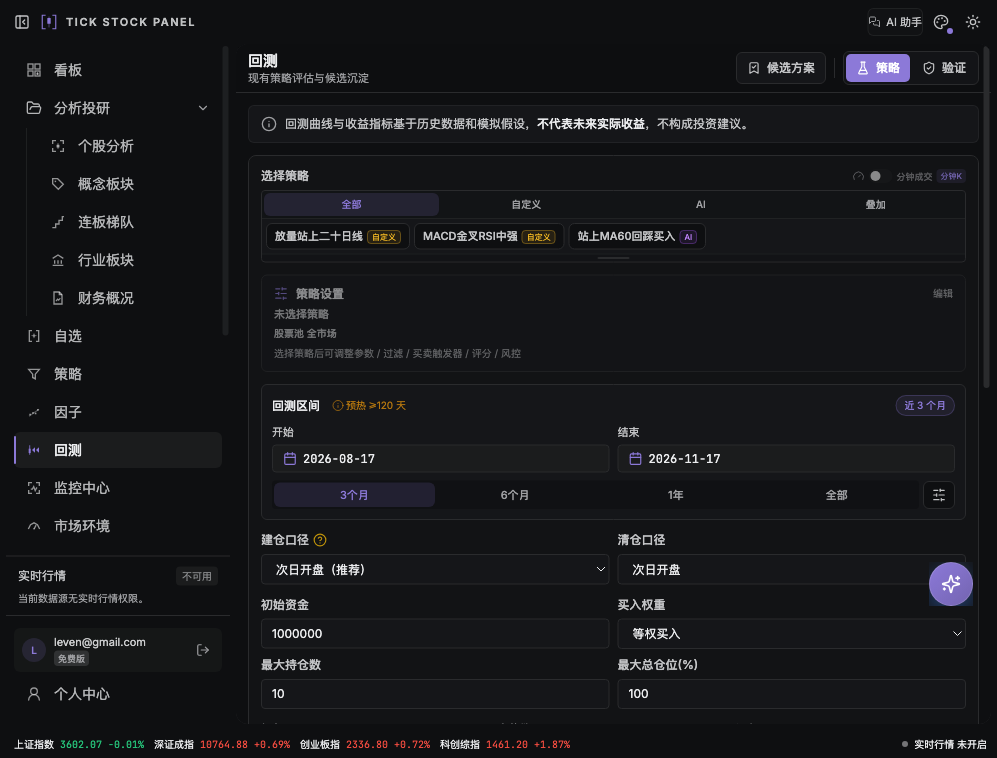 TICK STOCK PANEL
AI 助手
看板
分析投研
个股分析
概念板块
连板梯队
行业板块
财务概况
自选
策略
因子
回测
监控中心
市场环境
实时行情
不可用
当前数据源无实时行情权限。
L
leven@gmail.com
免费版
个人中心
回测
现有策略评估与候选沉淀
候选方案
策略
验证
回测曲线与收益指标基于历史数据和模拟假设，不代表未来实际收益，不构成投资建议。
选择策略
分钟成交 分钟K
全部 自定义 AI 叠加
放量站上二十日线 自定义 MACD金叉RSI中强 自定义 站上MA60回踩买入 AI
策略设置
编辑
未选择策略
股票池 全市场
选择策略后可调整参数 / 过滤 / 买卖触发器 / 评分 / 风控
回测区间 预热 ≥120 天
近 3 个月
开始 结束
2026-08-17 2026-11-17
3个月 6个月 1年 全部
建仓口径 清仓口径
次日开盘（推荐） 次日开盘
初始资金 买入权重
1000000 等权买入
最大持仓数 最大总仓位(%)
10 100
上证指数 3602.07 -0.01% 深证成指 10764.88 +0.69% 创业板指 2336.80 +0.72% 科创综指 1461.20 +1.87%
实时行情 未开启